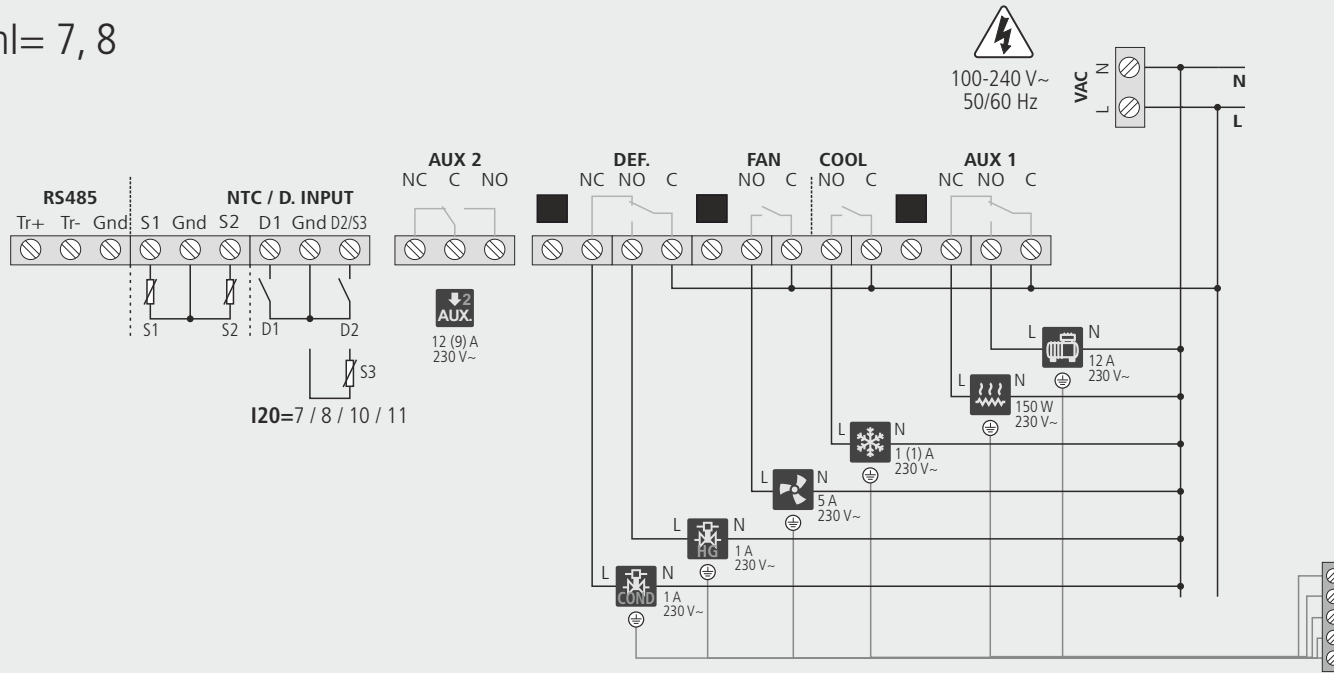 nI= 7, 8
100-240 V~
50/60 Hz
VAC
N
L
N
L
RS485
NTC / D. INPUT
Tr+ Tr- Gnd S1 Gnd S2 D1 Gnd D2/S3
AUX 2
NC C NO
DEF.
NC NO C
FAN
NO C
COOL
NO C
AUX 1
NC NO C
S1 S2 D1 D2
S3
I20=7 / 8 / 10 / 11
2
AUX.
12 (9) A
230 V~
L N
12 A
230 V~
L N
150 W
230 V~
L N
1 (1) A
230 V~
L N
5 A
230 V~
L N
HG
1 A
230 V~
L N
COND
1 A
230 V~